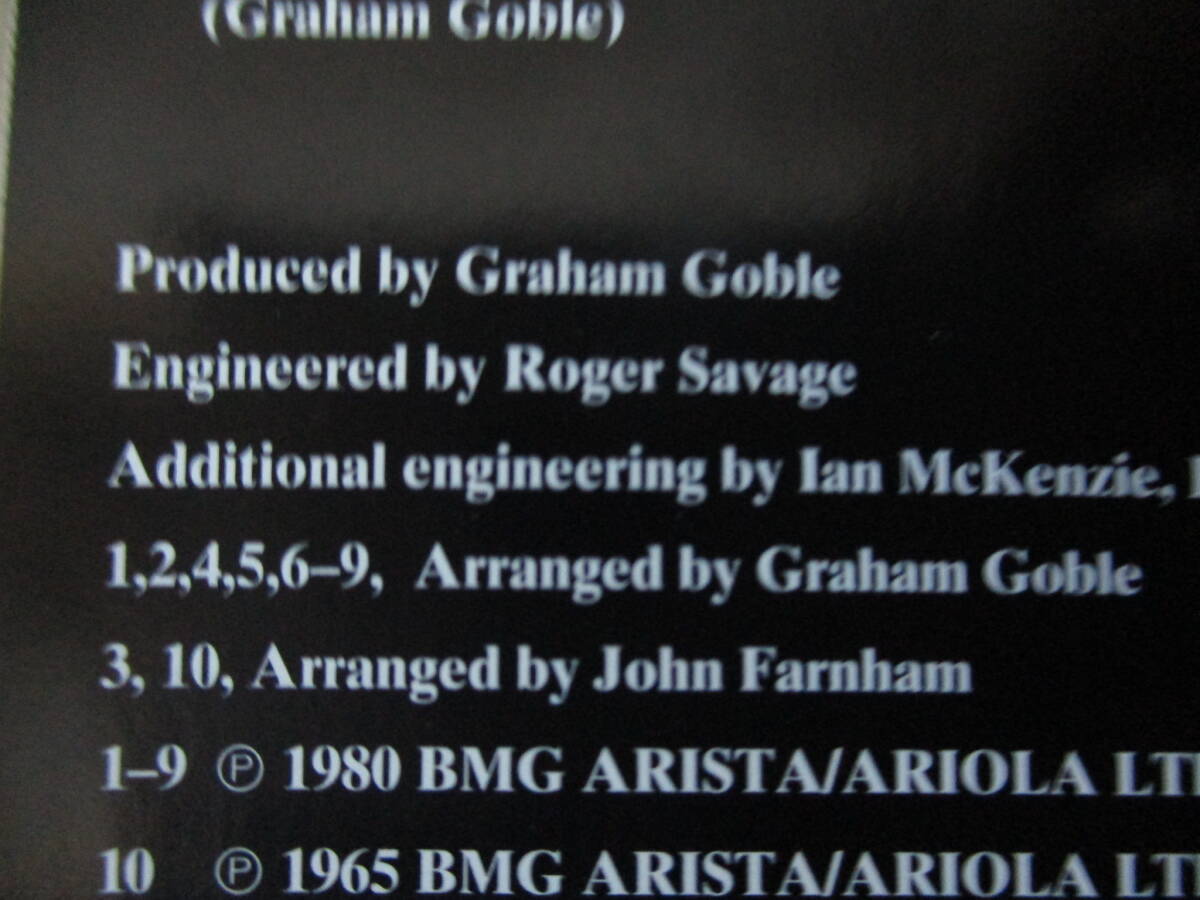 (Graham Goble)
Produced by Graham Goble
Engineered by Roger Savage
Additional engineering by Ian McKenzie,
1,2,4,5,6–9, Arranged by Graham Goble
3, 10, Arranged by John Farnham
1–9 ℗ 1980 BMG ARISTA/ARIOLA
10 ℗ 1965 BMG ARISTA/ARIOLA